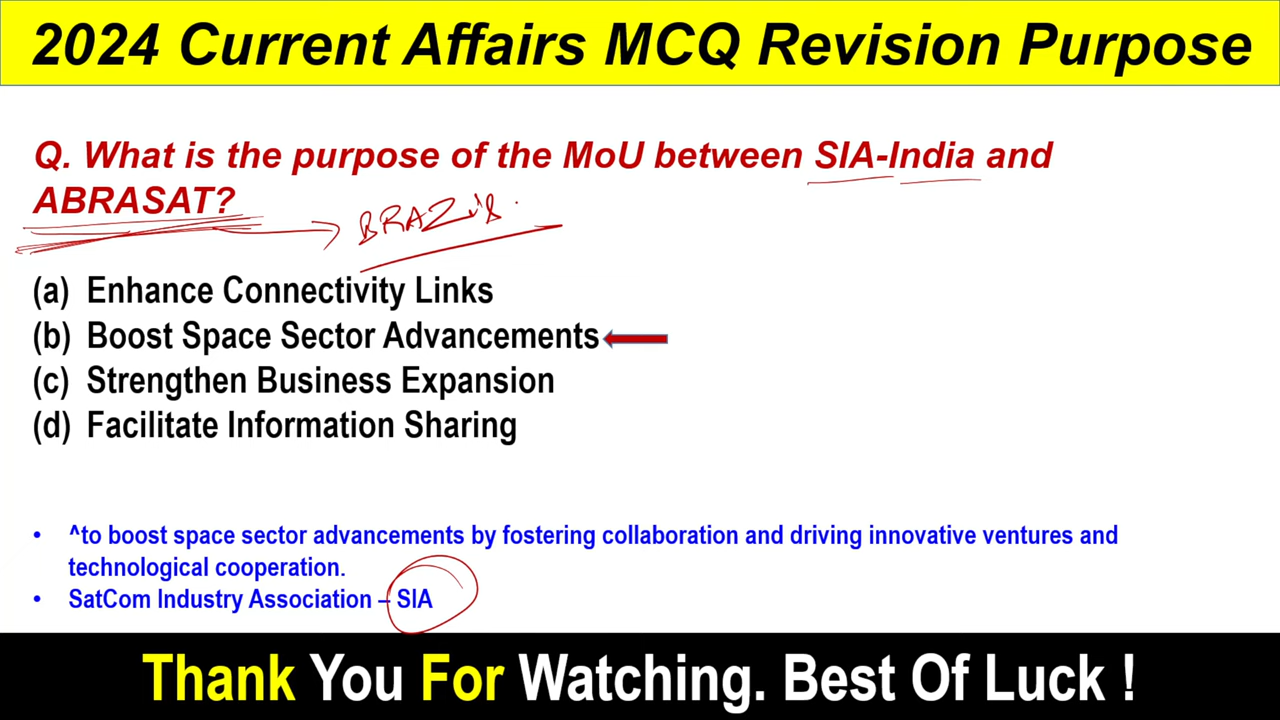 2024 Current Affairs MCQ Revision Purpose
Q. What is the purpose of the MoU between SIA-India and
ABRASAT?
BRAZil
(a) Enhance Connectivity Links
(b) Boost Space Sector Advancements
(c) Strengthen Business Expansion
(d) Facilitate Information Sharing
• ^to boost space sector advancements by fostering collaboration and driving innovative ventures and
technological cooperation.
• SatCom Industry Association – SIA
Thank You For Watching. Best Of Luck !